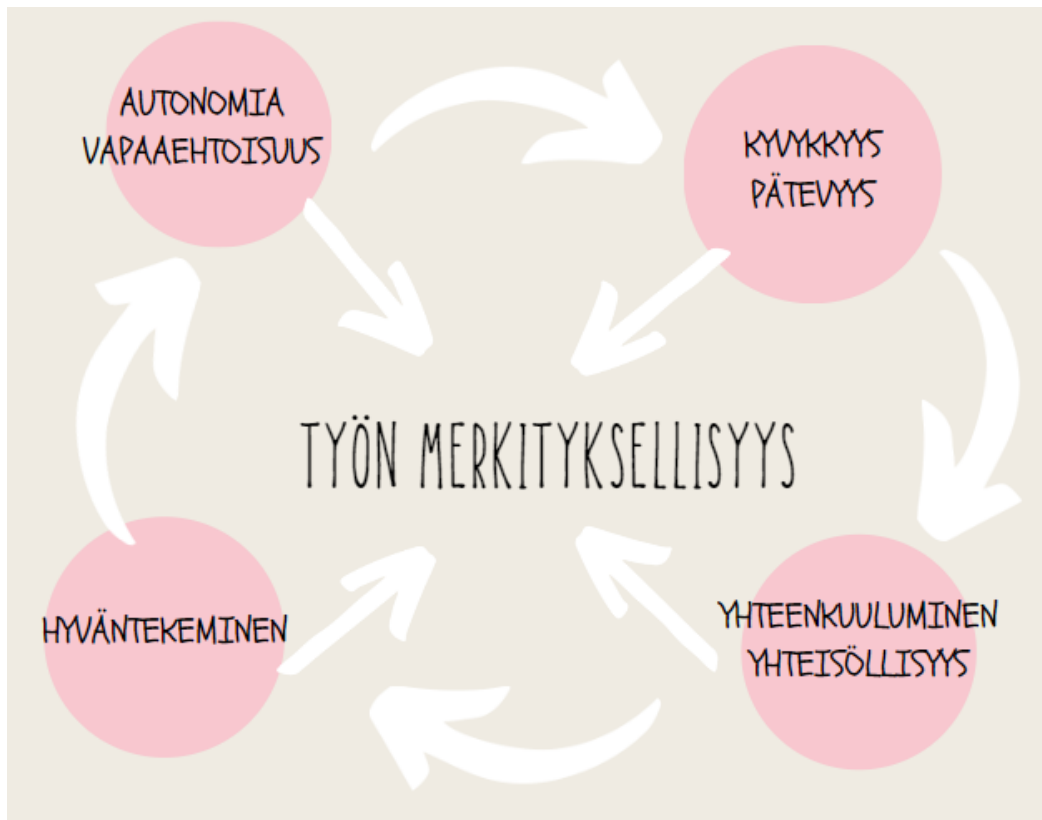 AUTONOMIA
VAPAAEHTOISUUS
KYVYKKYYS
PÄTEVYYS
TYÖN MERKITYKSELLISYYS
HYVÄNTEKEMINEN
YHTEENKUULUMINEN
YHTEISÖLLISYYS